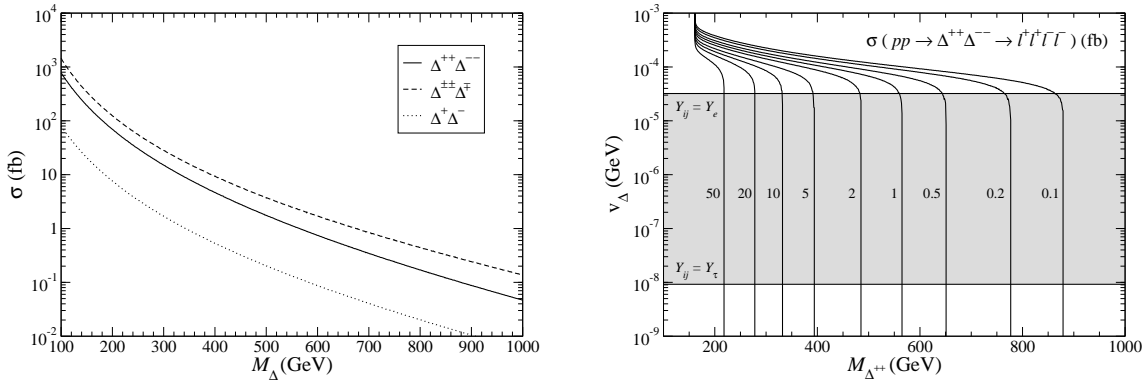 10^4
10^3
10^2
10^1
1
10^-1
10^-2
σ (fb)
Δ^++Δ^--
Δ^±±Δ^∓
Δ^+Δ^-
100 200 300 400 500 600 700 800 900 1000
M_Δ(GeV)
10^-3
10^-4
10^-5
10^-6
10^-7
10^-8
10^-9
v_Δ (GeV)
σ ( pp → Δ^++Δ^-- → l^+l^+l^-l^-) (fb)
Y_ij = Y_e
50 20 10 5 2 1 0.5 0.2 0.1
Y_ij = Y_τ
200 400 600 800 1000
M_Δ^++ (GeV)